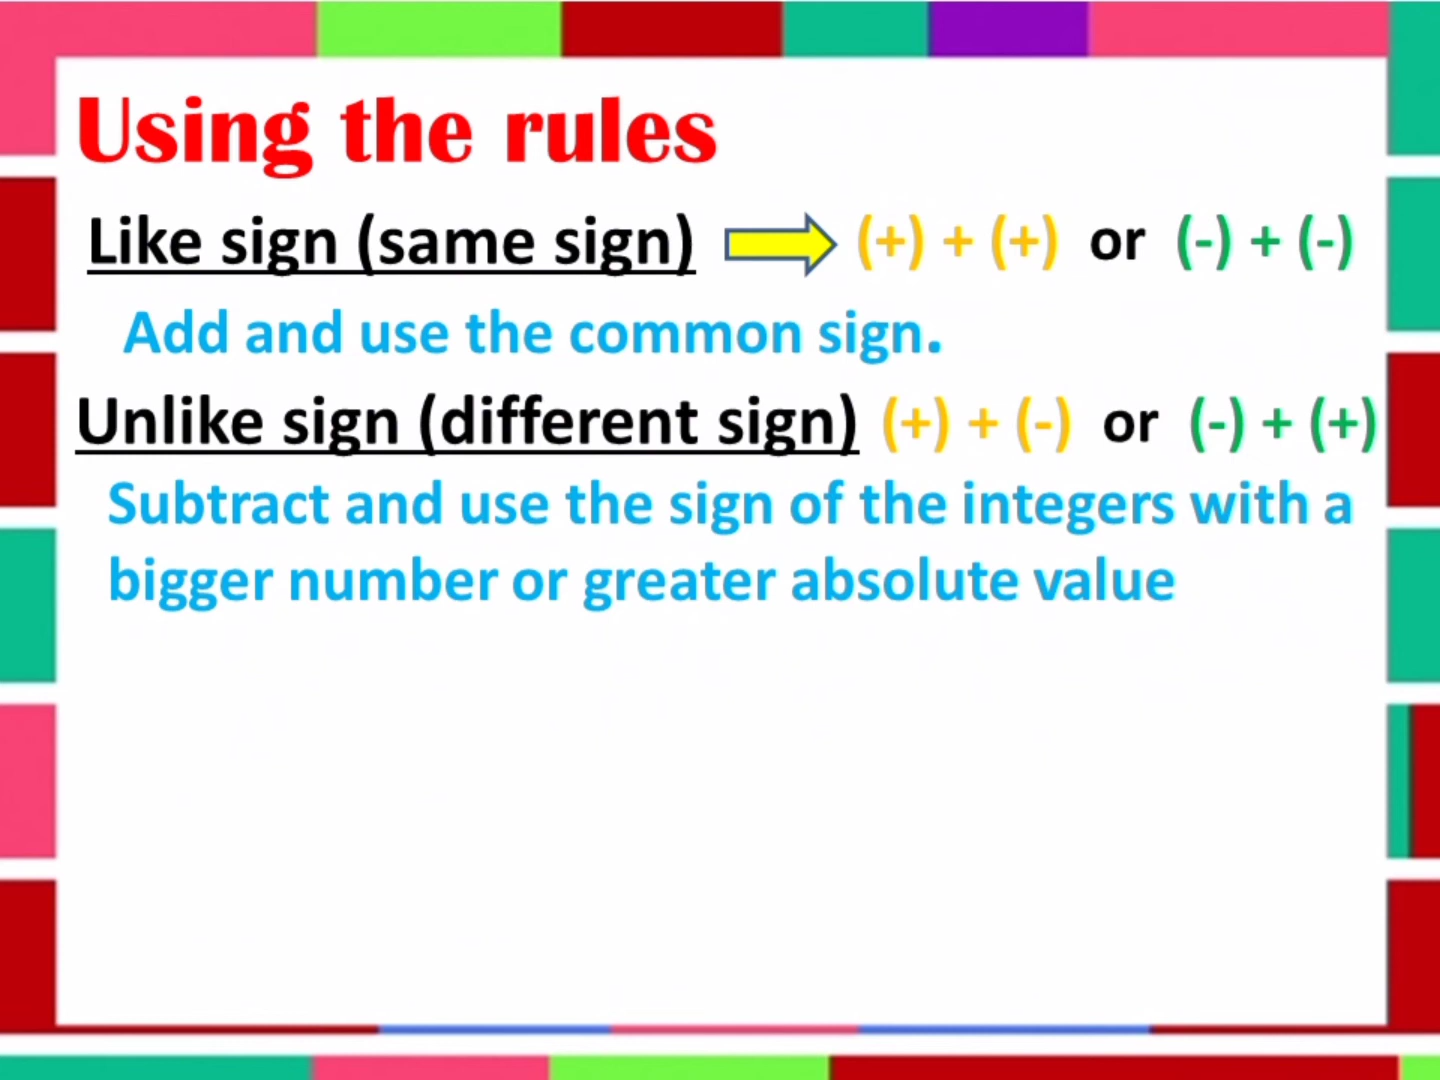 Using the rules
Like sign (same sign) (+) + (+) or (-) + (-)
Add and use the common sign.
Unlike sign (different sign) (+) + (-) or (-) + (+)
Subtract and use the sign of the integers with a
bigger number or greater absolute value